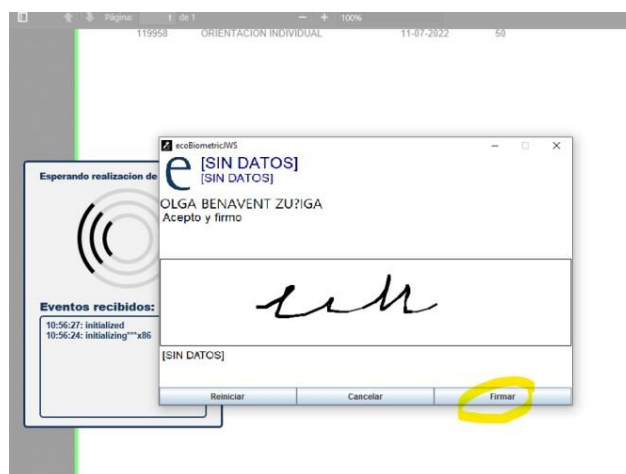 Página: 1 de 1 − + 100%
119958 ORIENTACION INDIVIDUAL 11-07-2022 50
ecoBiometricJWS
e [SIN DATOS]
[SIN DATOS]
OLGA BENAVENT ZU?IGA
Acepto y firmo
Esperando realizacion de
Eventos recibidos:
10:56:27: initialized
10:56:24: initializing***x86
[SIN DATOS]
Reiniciar Cancelar Firmar